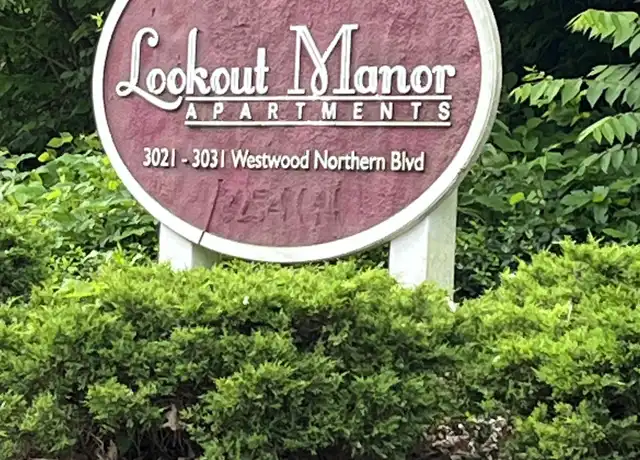 Lookout Manor
APARTMENTS
3021 - 3031 Westwood Northern Blvd